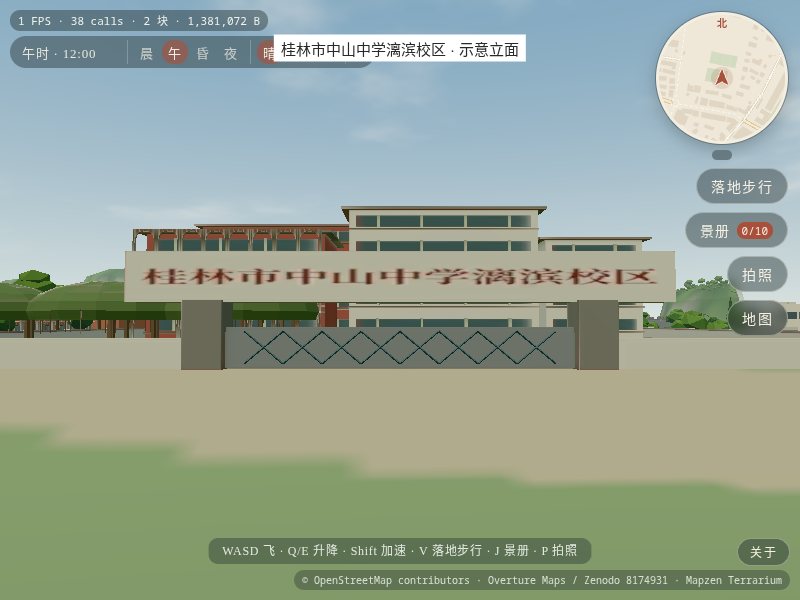 1 FPS · 38 calls · 2 块 · 1,381,072 B
午时 · 12:00 晨 午 昏 夜 晴
桂林市中山中学漓滨校区 · 示意立面
北
落地步行
景册 0/10
拍照
地图
桂林市中山中学漓滨校区
WASD 飞 · Q/E 升降 · Shift 加速 · V 落地步行 · J 景册 · P 拍照
关于
© OpenStreetMap contributors · Overture Maps / Zenodo 8174931 · Mapzen Terrarium